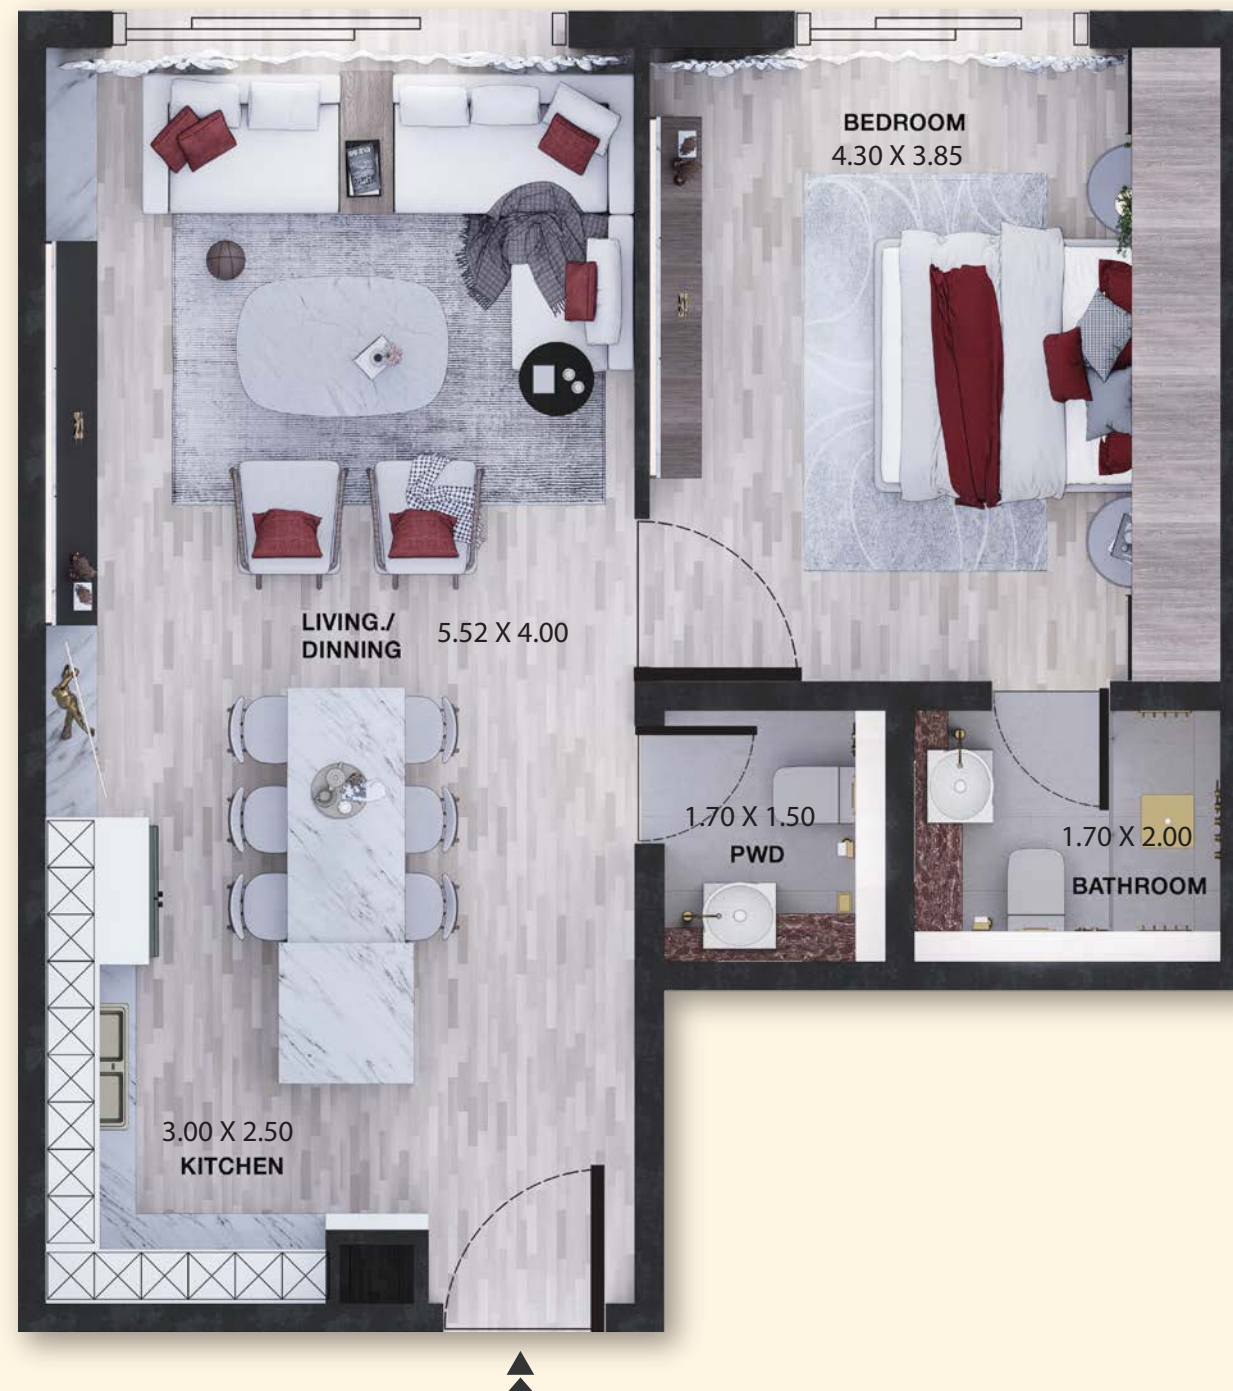 BEDROOM
4.30 X 3.85
LIVING./
DINNING
5.52 X 4.00
1.70 X 1.50
PWD
1.70 X 2.00
BATHROOM
3.00 X 2.50
KITCHEN